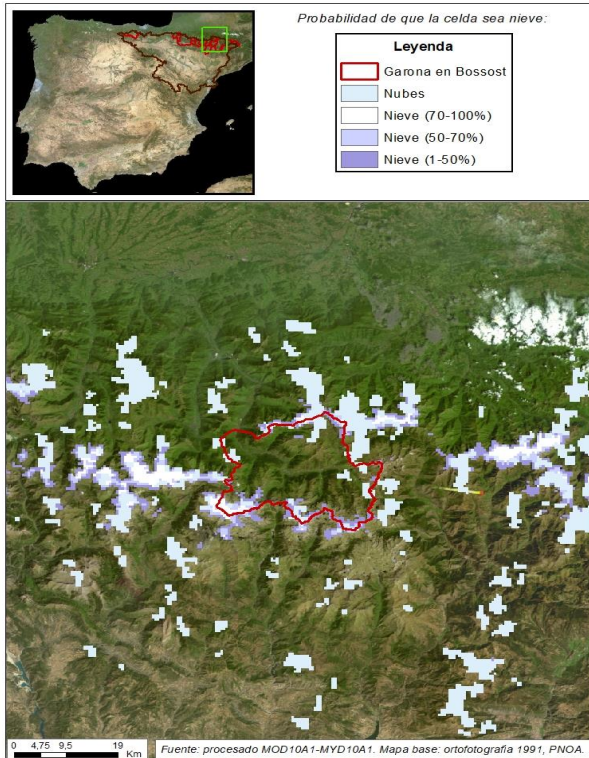 Probabilidad de que la celda sea nieve:
Leyenda
Garona en Bossost
Nubes
Nieve (70-100%)
Nieve (50-70%)
Nieve (1-50%)
0 4,75 9,5 19
Km
Fuente: procesado MOD10A1-MYD10A1. Mapa base: ortofotografia 1991, PNOA.